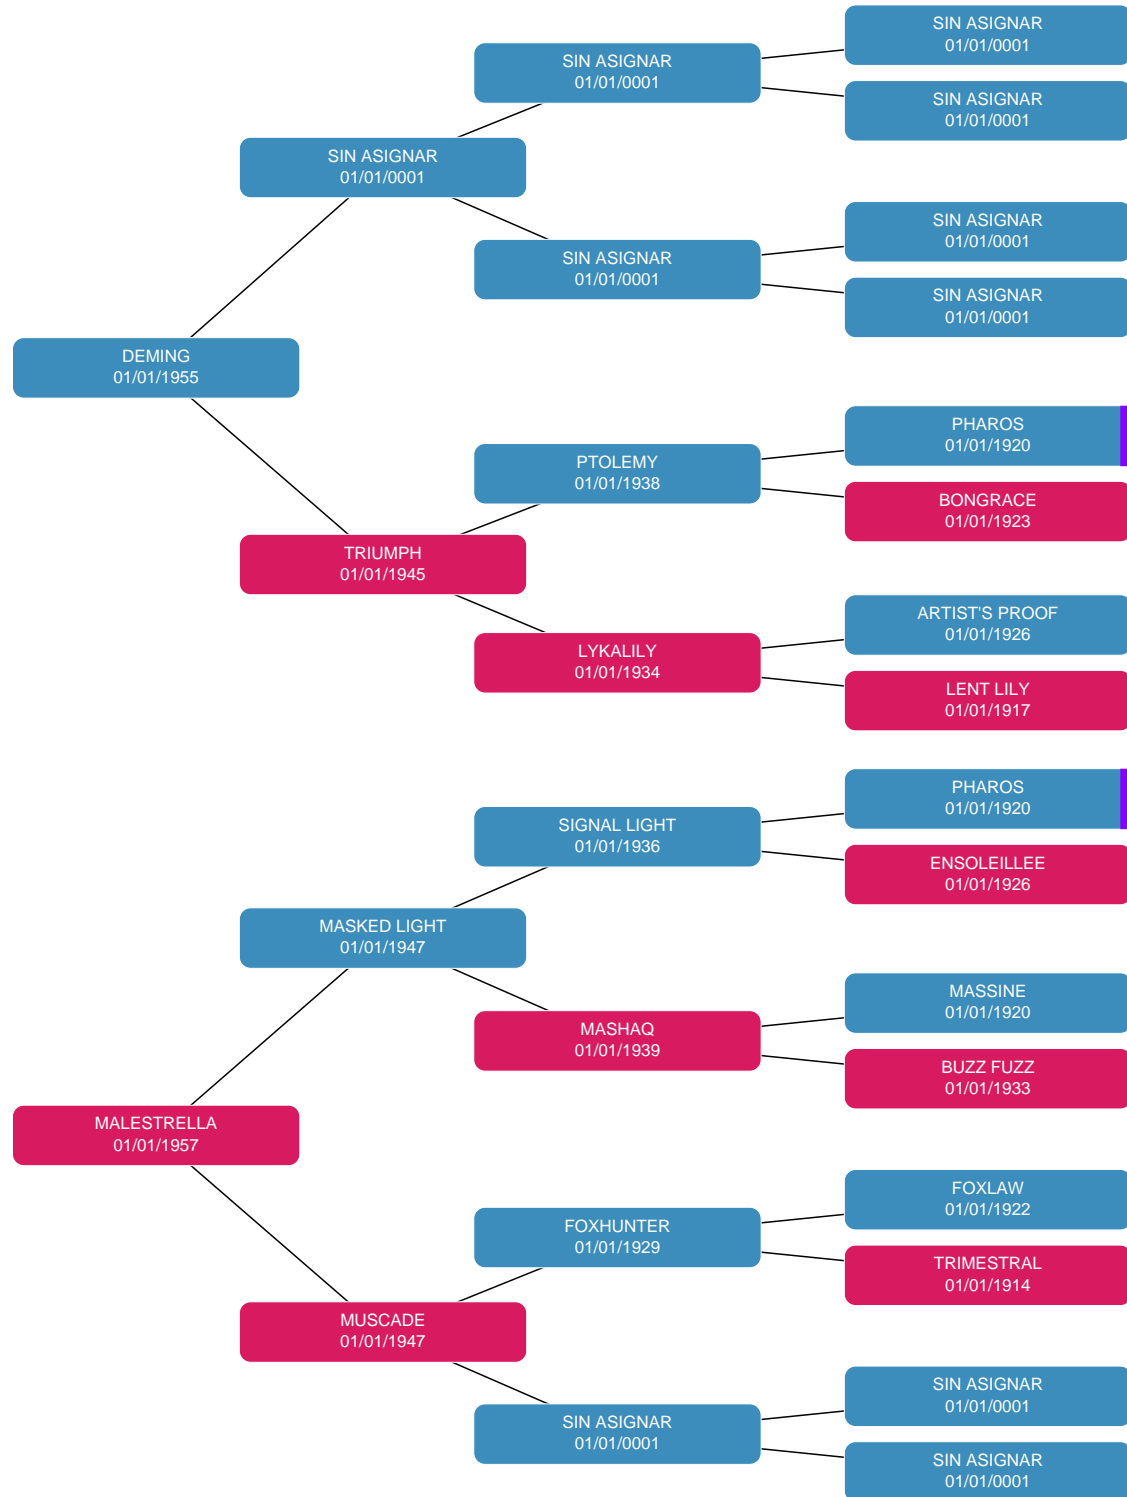 SIN ASIGNAR
01/01/0001
SIN ASIGNAR
01/01/0001
SIN ASIGNAR
01/01/0001
SIN ASIGNAR
01/01/0001
SIN ASIGNAR
01/01/0001
SIN ASIGNAR
01/01/0001
SIN ASIGNAR
01/01/0001
DEMING
01/01/1955
PHAROS
01/01/1920
PTOLEMY
01/01/1938
BONGRACE
01/01/1923
TRIUMPH
01/01/1945
ARTIST'S PROOF
01/01/1926
LYKALILY
01/01/1934
LENT LILY
01/01/1917
PHAROS
01/01/1920
SIGNAL LIGHT
01/01/1936
ENSOLEILLEE
01/01/1926
MASKED LIGHT
01/01/1947
MASSINE
01/01/1920
MASHAQ
01/01/1939
BUZZ FUZZ
01/01/1933
MALESTRELLA
01/01/1957
FOXLAW
01/01/1922
FOXHUNTER
01/01/1929
TRIMESTRAL
01/01/1914
MUSCADE
01/01/1947
SIN ASIGNAR
01/01/0001
SIN ASIGNAR
01/01/0001
SIN ASIGNAR
01/01/0001